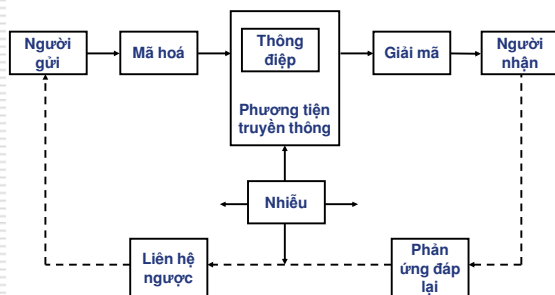 Người
gửi
Mã hoá
Thông
điệp
Phương tiện
truyền thông
Giải mã
Người
nhận
Nhiễu
Liên hệ
ngược
Phản
ứng đáp
lại